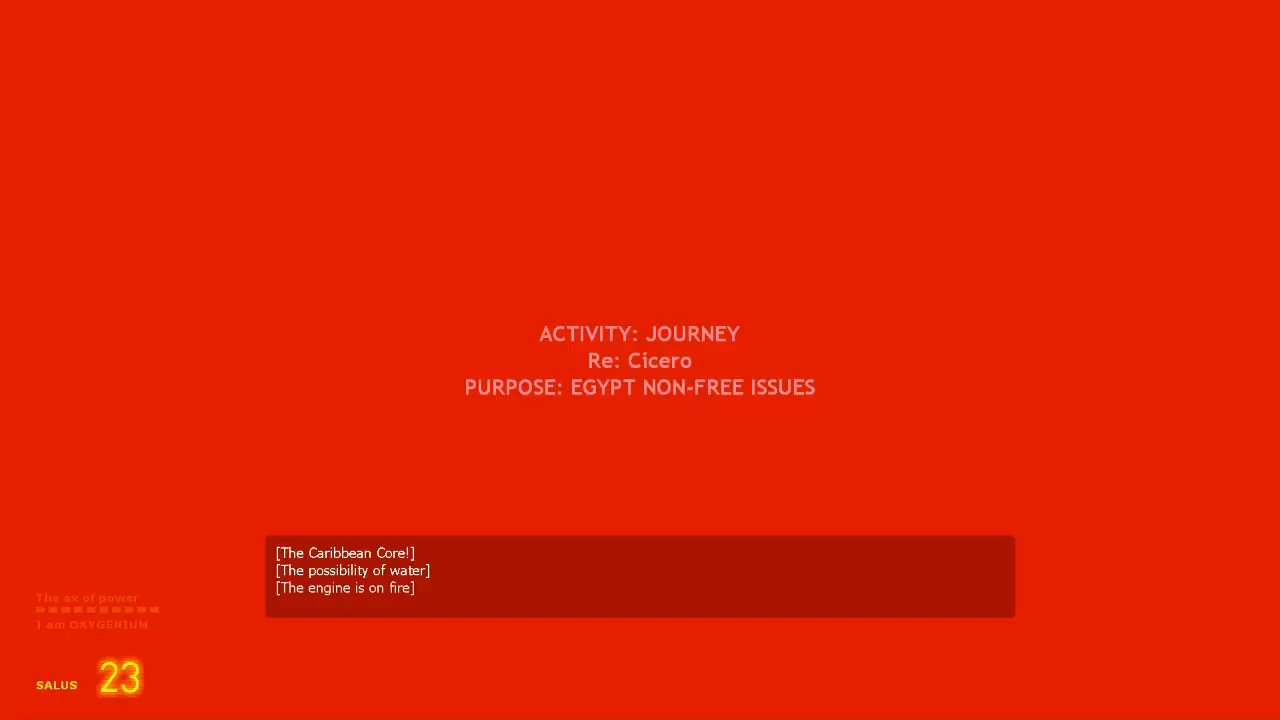 ACTIVITY: JOURNEY
Re: Cicero
PURPOSE: EGYPT NON-FREE ISSUES
[The Caribbean Core!]
[The possibility of water]
[The engine is on fire]
The ax of power
I am OXYGENIUM
SALUS 23